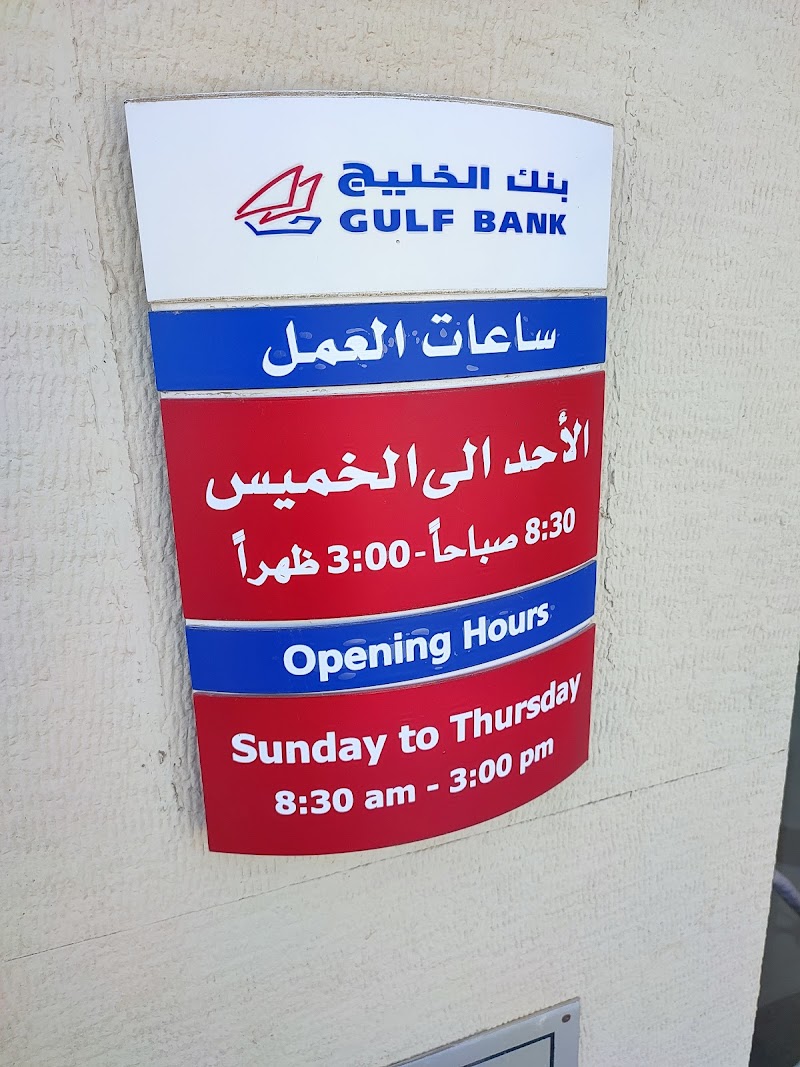 بنك الخليج
GULF BANK
ساعات العمل
الأحد الى الخميس
8:30 صباحاً - 3:00 ظهراً
Opening Hours
Sunday to Thursday
8:30 am - 3:00 pm